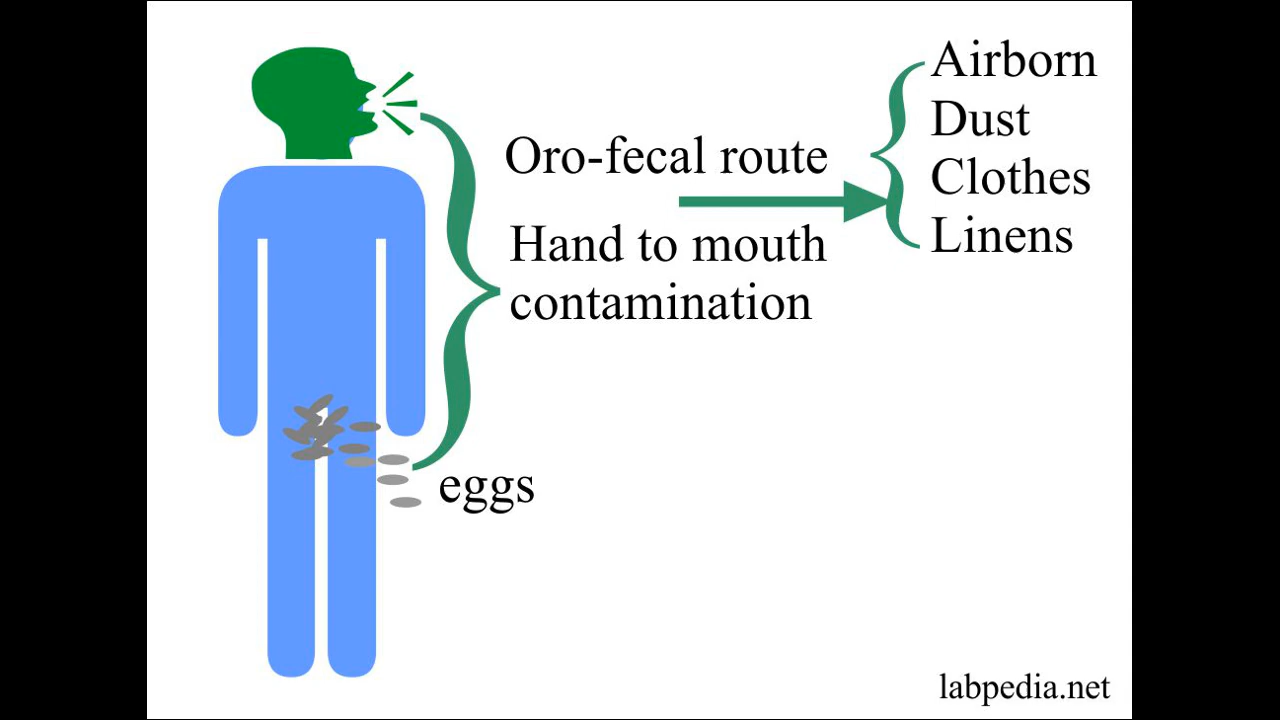 Airborn
Dust
Clothes
Linens
Oro-fecal route
Hand to mouth
contamination
eggs
labpedia.net